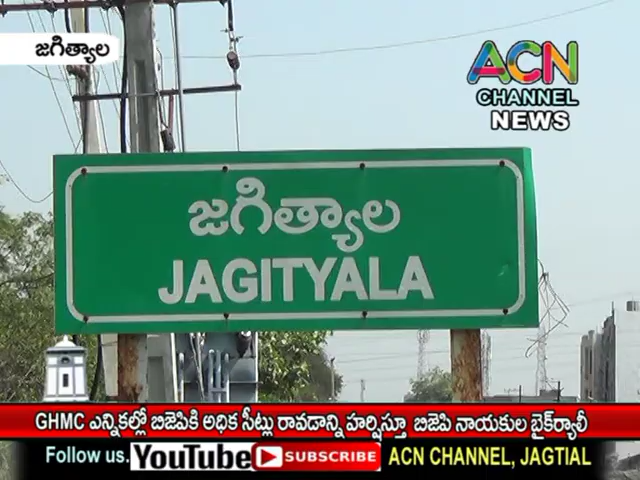 జగిత్యాల
ACN
CHANNEL
NEWS
జగిత్యాల
JAGITYALA
GHMC ఎన్నికల్లో బిజెపికి అధిక సీట్లు రావడాన్ని హర్షిస్తూ బిజెపి నాయకుల బైక్‌ర్యాలీ
Follow us. YouTube SUBSCRIBE ACN CHANNEL, JAGTIAL